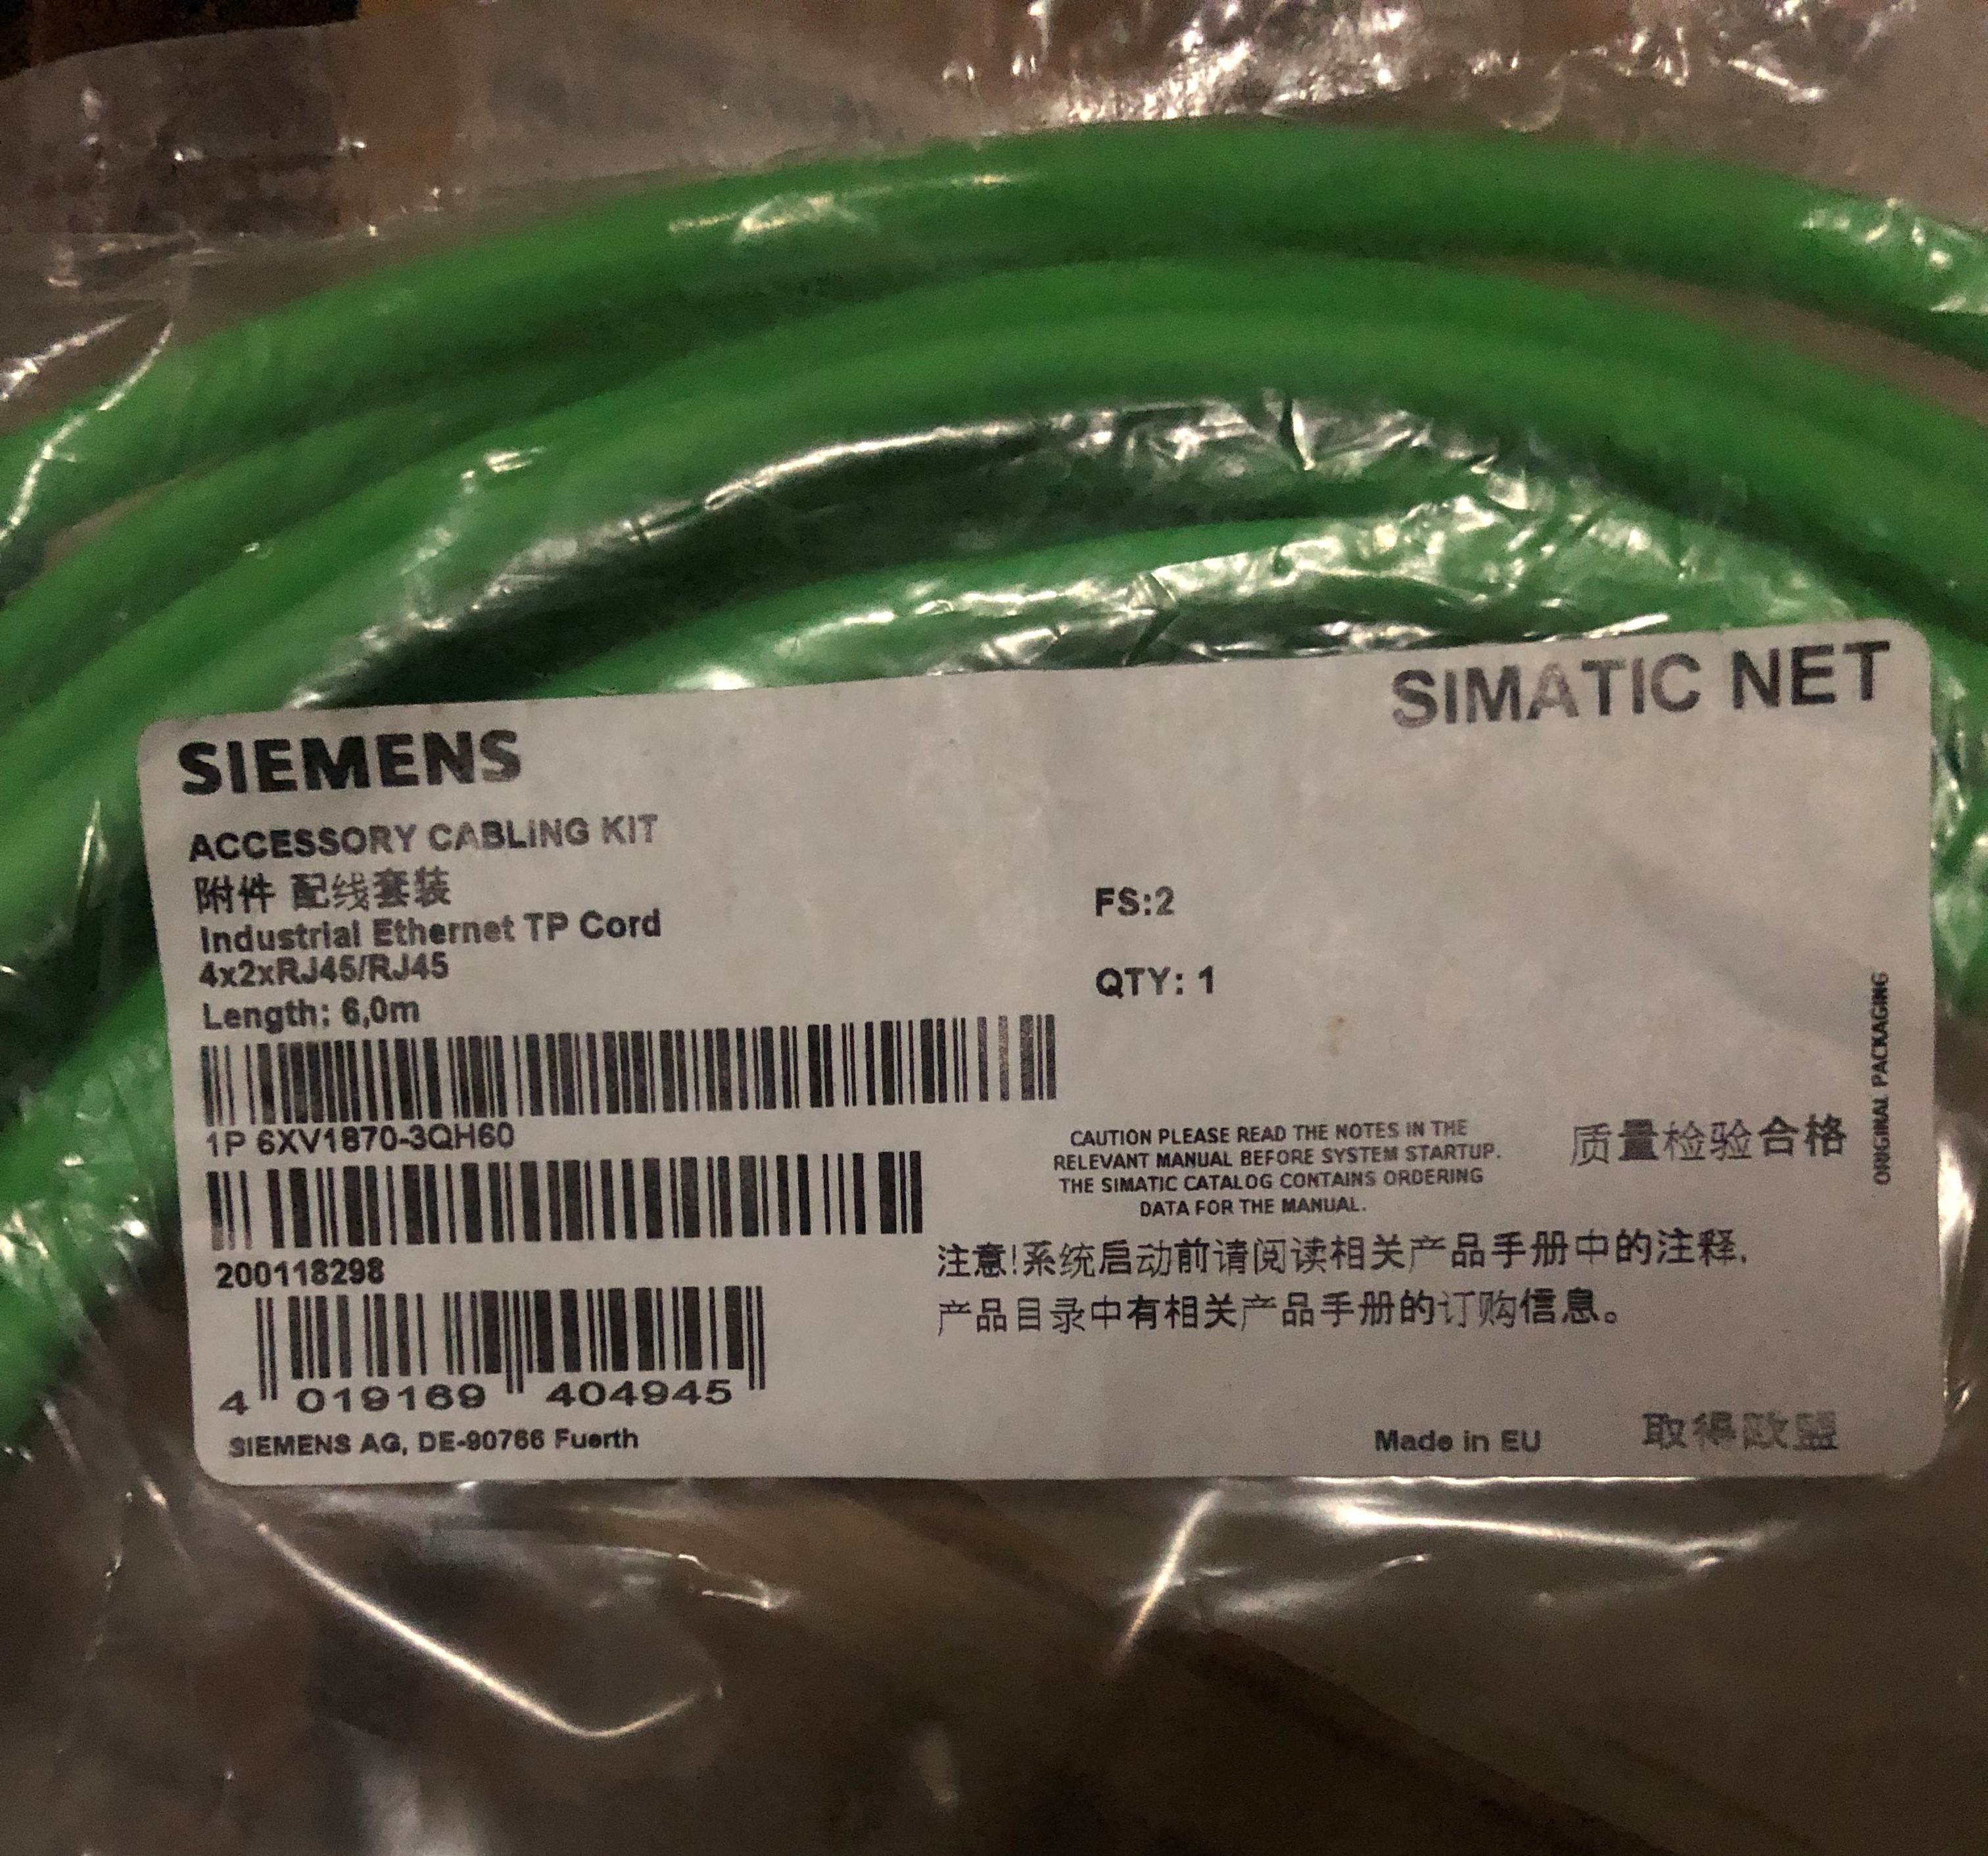 SIMATIC NET
SIEMENS
ACCESSORY CABLING KIT
附件 配线套装
Industrial Ethernet TP Cord
4x2xRJ45/RJ45
Length: 6,0m
FS:2
QTY: 1
1P 6XV1870-3QH60
200118298
4 019169 404945
SIEMENS AG, DE-90766 Fuerth
CAUTION PLEASE READ THE NOTES IN THE
RELEVANT MANUAL BEFORE SYSTEM STARTUP.
THE SIMATIC CATALOG CONTAINS ORDERING
DATA FOR THE MANUAL.
质量检验合格
ORIGINAL PACKAGING
注意!系统启动前请阅读相关产品手册中的注释.
产品目录中有相关产品手册的订购信息。
Made in EU
取得欧盟